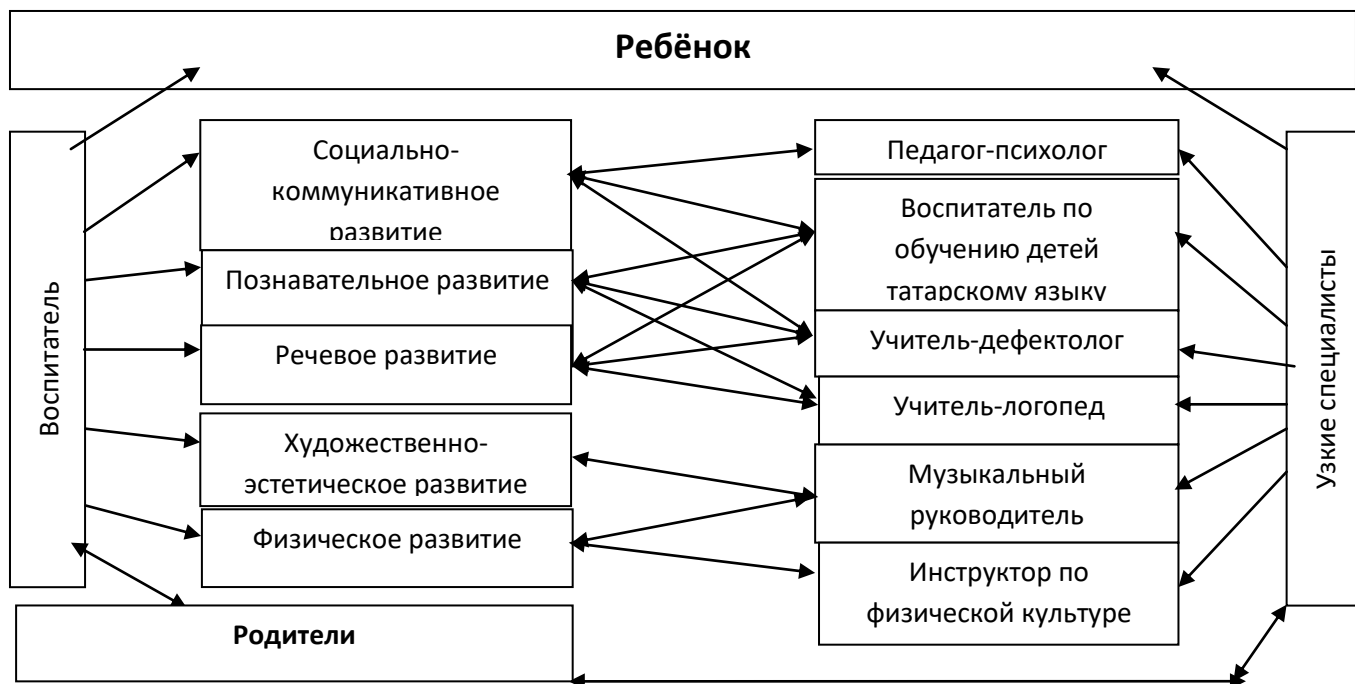 Ребёнок
Воспитатель
Социально-
коммуникативное
развитие
Познавательное развитие
Речевое развитие
Художественно-
эстетическое развитие
Физическое развитие
Родители
Педагог-психолог
Воспитатель по
обучению детей
татарскому языку
Учитель-дефектолог
Учитель-логопед
Музыкальный
руководитель
Инструктор по
физической культуре
Узкие специалисты